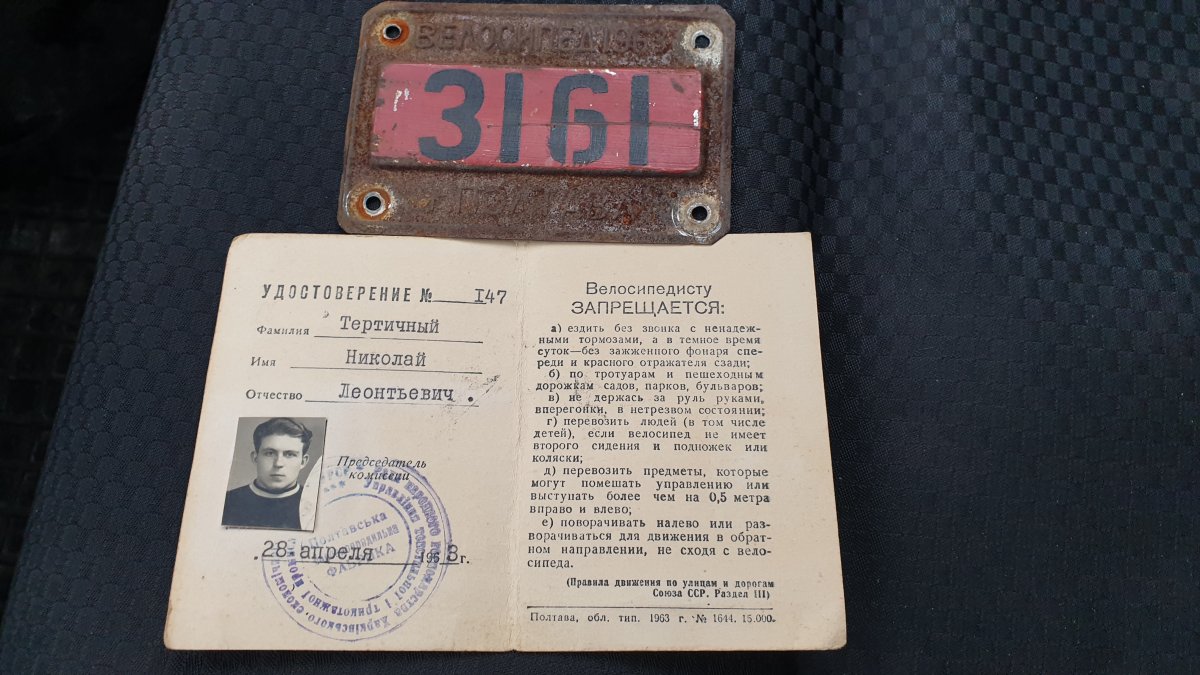 ВЕЛОСИПЕД 1963
3161
УДОСТОВЕРЕНИЕ № I47
Фамилия Тертичный
Имя Николай
Отчество Леонтьевич.
Председатель
комиссии
28 апреля 1963г.
Полтавська
ФАБРИКА
Велосипедисту
ЗАПРЕЩАЕТСЯ:
а) ездить без звонка с ненадеж-
ными тормозами, а в темное время
суток—без зажженного фонаря спе-
реди и красного отражателя сзади;
б) по тротуарам и пешеходным
дорожкам садов, парков, бульваров;
в) не держась за руль руками,
вперегонки, в нетрезвом состоянии;
г) перевозить людей (в том числе
детей), если велосипед не имеет
второго сидения и подножек или
коляски;
д) перевозить предметы, которые
могут помешать управлению или
выступать более чем на 0,5 метра
вправо и влево;
е) поворачивать налево или раз-
ворачиваться для движения в обрат-
ном направлении, не сходя с вело-
сипеда.
(Правила движения по улицам и дорогам
Союза ССР. Раздел III)
Полтава, обл. тип. 1963 г. № 1644. 15.000.